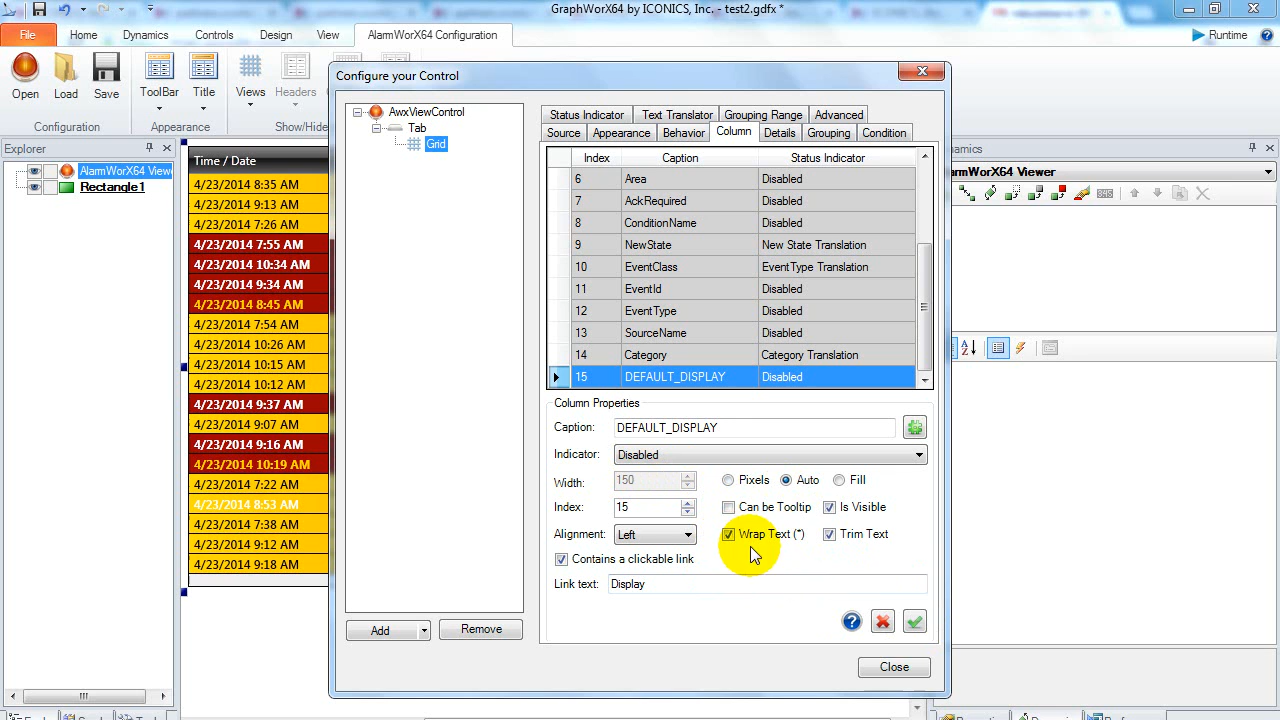 GraphWorX64 by ICONICS, Inc. - test2.gdfx *
File Home Dynamics Controls Design View AlarmWorX64 Configuration Runtime
Open Load Save ToolBar Title Views Headers
Configuration Appearance Show/Hide
Explorer
AlarmWorX64 View
Rectangle1
Time / Date
4/23/2014 8:35 AM
4/23/2014 9:13 AM
4/23/2014 7:26 AM
4/23/2014 7:55 AM
4/23/2014 10:34 AM
4/23/2014 9:34 AM
4/23/2014 8:45 AM
4/23/2014 7:54 AM
4/23/2014 10:26 AM
4/23/2014 10:15 AM
4/23/2014 10:12 AM
4/23/2014 9:37 AM
4/23/2014 9:07 AM
4/23/2014 9:16 AM
4/23/2014 10:19 AM
4/23/2014 7:22 AM
4/23/2014 8:53 AM
4/23/2014 7:38 AM
4/23/2014 9:12 AM
4/23/2014 9:18 AM
Configure your Control
AwxViewControl
Tab
Grid
Add Remove
Status Indicator Text Translator Grouping Range Advanced
Source Appearance Behavior Column Details Grouping Condition
Index Caption Status Indicator
6 Area Disabled
7 AckRequired Disabled
8 ConditionName Disabled
9 NewState New State Translation
10 EventClass EventType Translation
11 EventId Disabled
12 EventType Disabled
13 SourceName Disabled
14 Category Category Translation
15 DEFAULT_DISPLAY Disabled
Column Properties
Caption: DEFAULT_DISPLAY
Indicator: Disabled
Width: 150 Pixels Auto Fill
Index: 15 Can be Tooltip Is Visible
Alignment: Left Wrap Text (*) Trim Text
Contains a clickable link
Link text: Display
Close
namics
armWorX64 Viewer